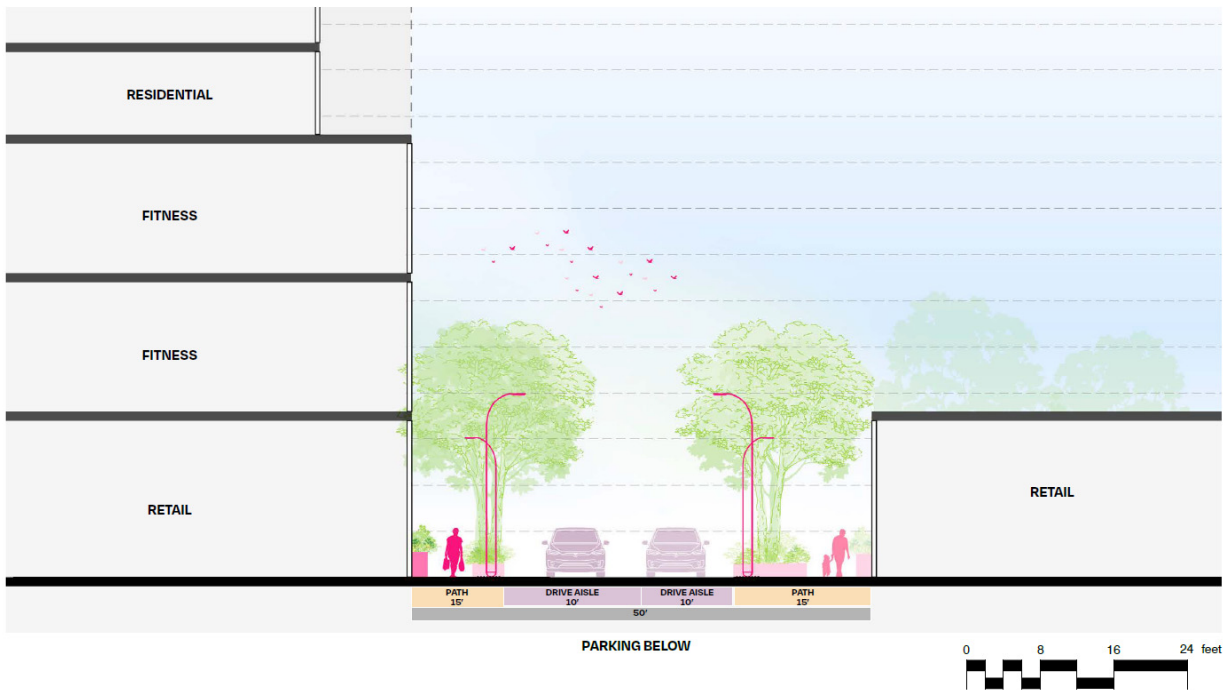 RESIDENTIAL
FITNESS
FITNESS
RETAIL
RETAIL
PATH DRIVE AISLE DRIVE AISLE PATH
15' 10' 10' 15'
50'
PARKING BELOW
0 8 16 24 feet